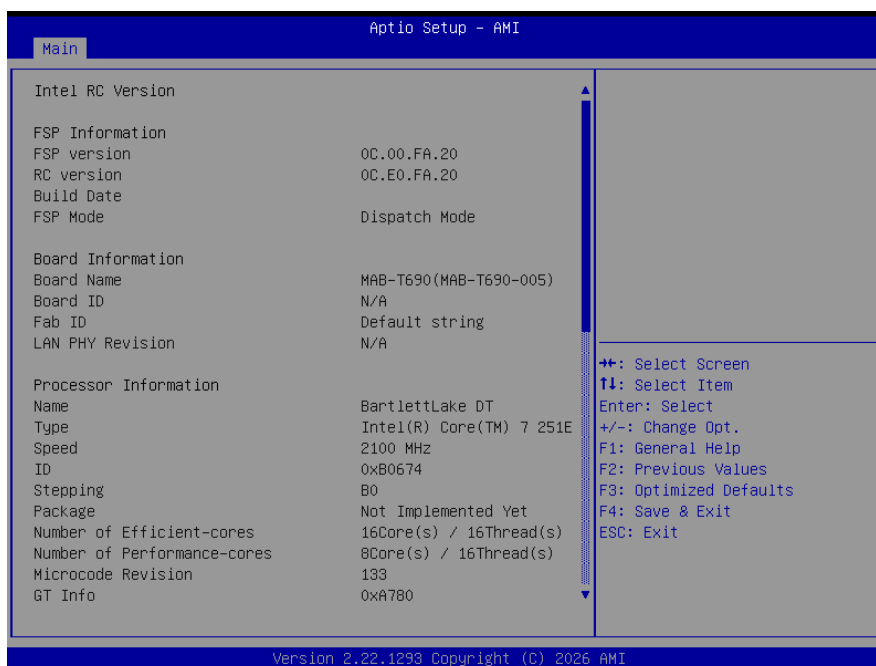 Aptio Setup - AMI
Main
Intel RC Version
FSP Information
FSP version 0C.00.FA.20
RC version 0C.E0.FA.20
Build Date
FSP Mode Dispatch Mode
Board Information
Board Name MAB-T690(MAB-T690-005)
Board ID N/A
Fab ID Default string
LAN PHY Revision N/A
Processor Information
Name BartlettLake DT
Type Intel(R) Core(TM) 7 251E
Speed 2100 MHz
ID 0xB0674
Stepping B0
Package Not Implemented Yet
Number of Efficient-cores 16Core(s) / 16Thread(s)
Number of Performance-cores 8Core(s) / 16Thread(s)
Microcode Revision 133
GT Info 0xA780
→←: Select Screen
↑↓: Select Item
Enter: Select
+/-: Change Opt.
F1: General Help
F2: Previous Values
F3: Optimized Defaults
F4: Save & Exit
ESC: Exit
Version 2.22.1293 Copyright (C) 2026 AMI